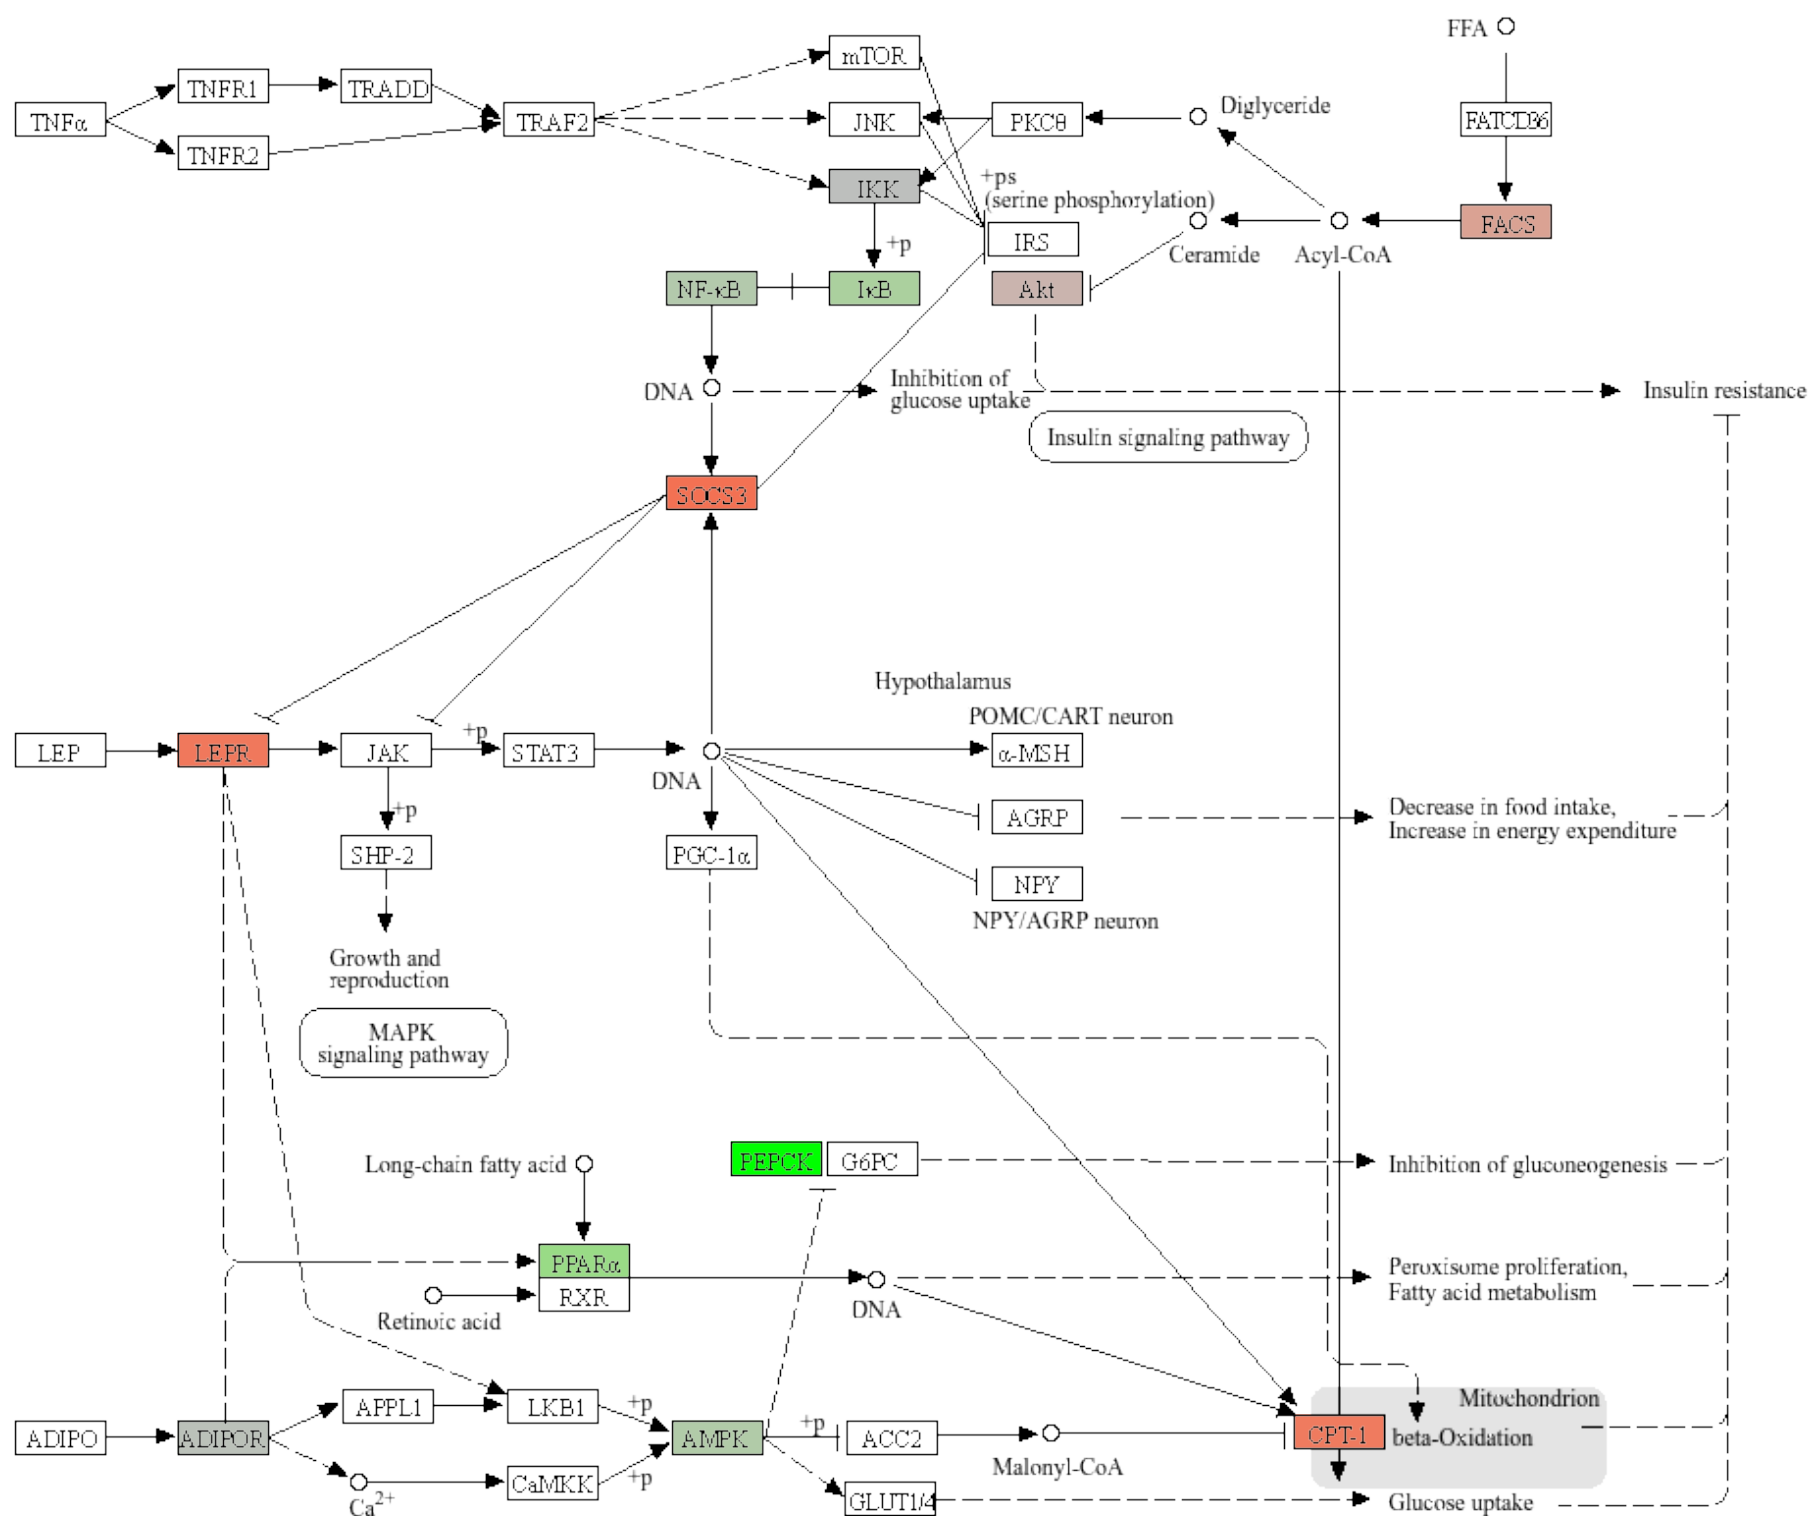 FFA
mTOR
TNFR1
TRADD
TNFα
TRAF2
JNK
PKCθ
Diglyceride
FATCD36
TNFR2
IKK
+ps
(serine phosphorylation)
IRS
FACS
+p
Ceramide
Acyl-CoA
NF-κB
IκB
Akt
DNA
Inhibition of
glucose uptake
Insulin resistance
Insulin signaling pathway
SOCS3
Hypothalamus
POMC/CART neuron
LEP
LEPR
JAK
+p
STAT3
DNA
α-MSH
+p
AGRP
Decrease in food intake,
Increase in energy expenditure
SHP-2
PGC-1α
NPY
NPY/AGRP neuron
Growth and
reproduction
MAPK
signaling pathway
Long-chain fatty acid
PEPCK
G6PC
Inhibition of gluconeogenesis
PPARα
RXR
DNA
Peroxisome proliferation,
Fatty acid metabolism
Retinoic acid
APPL1
LKB1
+p
Mitochondrion
ADIPO
ADIPOR
AMPK
+p
ACC2
CPT-1
beta-Oxidation
Malonyl-CoA
Ca2+
CaMKK
+p
GLUT1/4
Glucose uptake